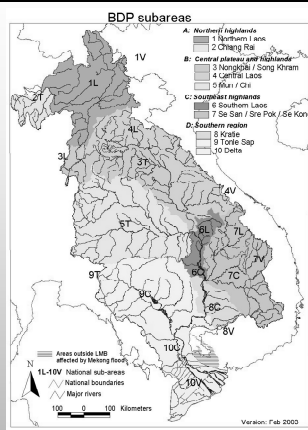 BDP subareas
A: Northern highlands
1 Northern Laos
2 Chiang Rai
B: Central plateau and highlands
3 Nongkhai / Song Khram
4 Central Laos
5 Mun / Chi
C: Southeast highlands
6 Southern Laos
7 Se San / Sre Pok / Se Kong
D: Southern region
8 Kratie
9 Tonle Sap
10 Delta
1V
1L
2T
4L
3L
3T
4V
5T
6L
7L
7V
9T
6C
7C
9C
8C
8V
10C
10V
Areas outside LMB
affected by Mekong flood
1L-10V National sub-areas
National boundaries
Major rivers
N
100 0 100 Kilometers
Version: Feb 2003